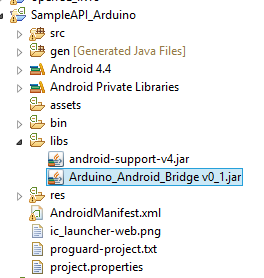 SampleAPI_Arduino
src
gen [Generated Java Files]
Android 4.4
Android Private Libraries
assets
bin
libs
android-support-v4.jar
Arduino_Android_Bridge v0_1.jar
res
AndroidManifest.xml
ic_launcher-web.png
proguard-project.txt
project.properties